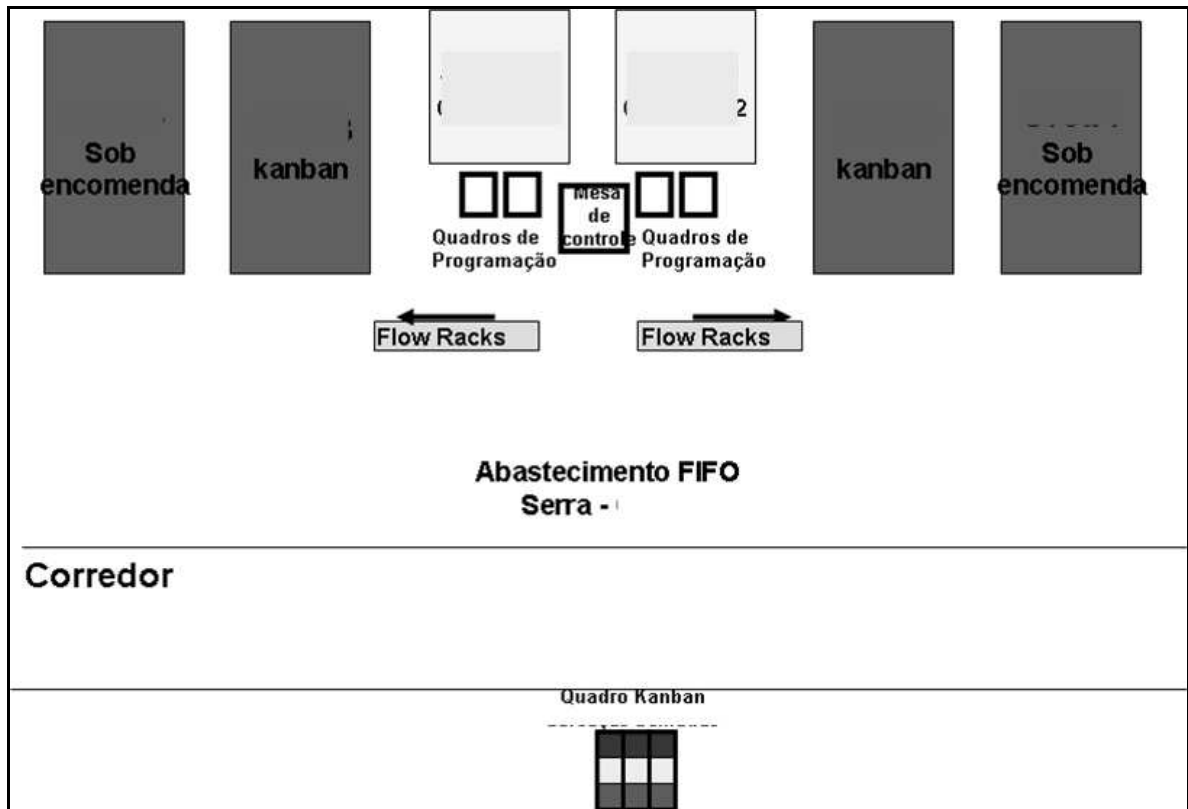 2
Sob
encomenda
kanban
kanban
Sob
encomenda
Mesa
de
controle
Quadros de
Programação
Quadros de
Programação
Flow Racks
Flow Racks
Abastecimento FIFO
Serra -
Corredor
Quadro Kanban